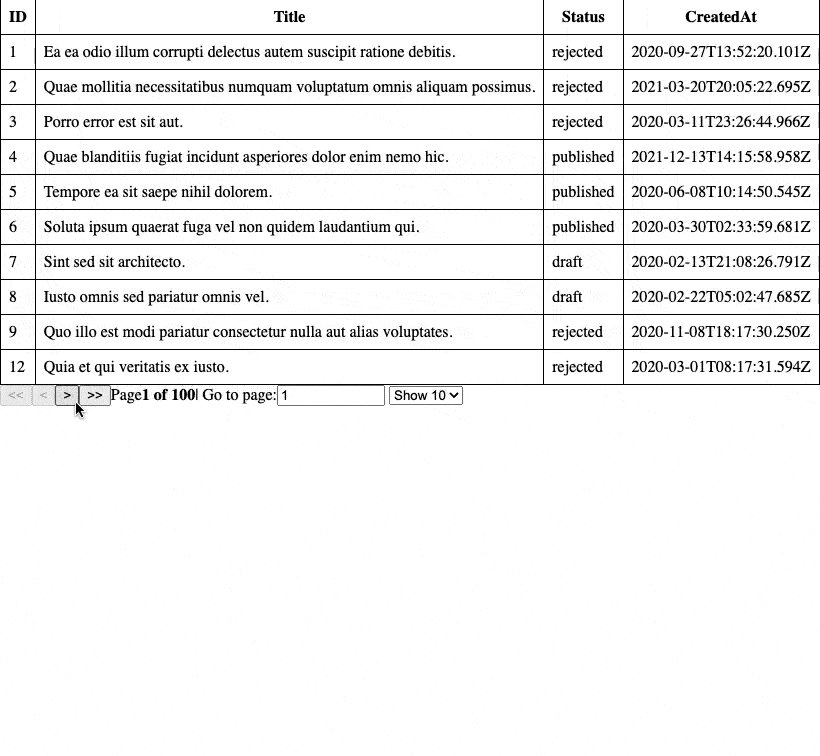 ID Title Status CreatedAt
1 Ea ea odio illum corrupti delectus autem suscipit ratione debitis. rejected 2020-09-27T13:52:20.101Z
2 Quae mollitia necessitatibus numquam voluptatum omnis aliquam possimus. rejected 2021-03-20T20:05:22.695Z
3 Porro error est sit aut. rejected 2020-03-11T23:26:44.966Z
4 Quae blanditiis fugiat incidunt asperiores dolor enim nemo hic. published 2021-12-13T14:15:58.958Z
5 Tempore ea sit saepe nihil dolorem. published 2020-06-08T10:14:50.545Z
6 Soluta ipsum quaerat fuga vel non quidem laudantium qui. published 2020-03-30T02:33:59.681Z
7 Sint sed sit architecto. draft 2020-02-13T21:08:26.791Z
8 Iusto omnis sed pariatur omnis vel. draft 2020-02-22T05:02:47.685Z
9 Quo illo est modi pariatur consectetur nulla aut alias voluptates. rejected 2020-11-08T18:17:30.250Z
12 Quia et qui veritatis ex iusto. rejected 2020-03-01T08:17:31.594Z
<< < > >> Page1 of 100| Go to page: 1 Show 10